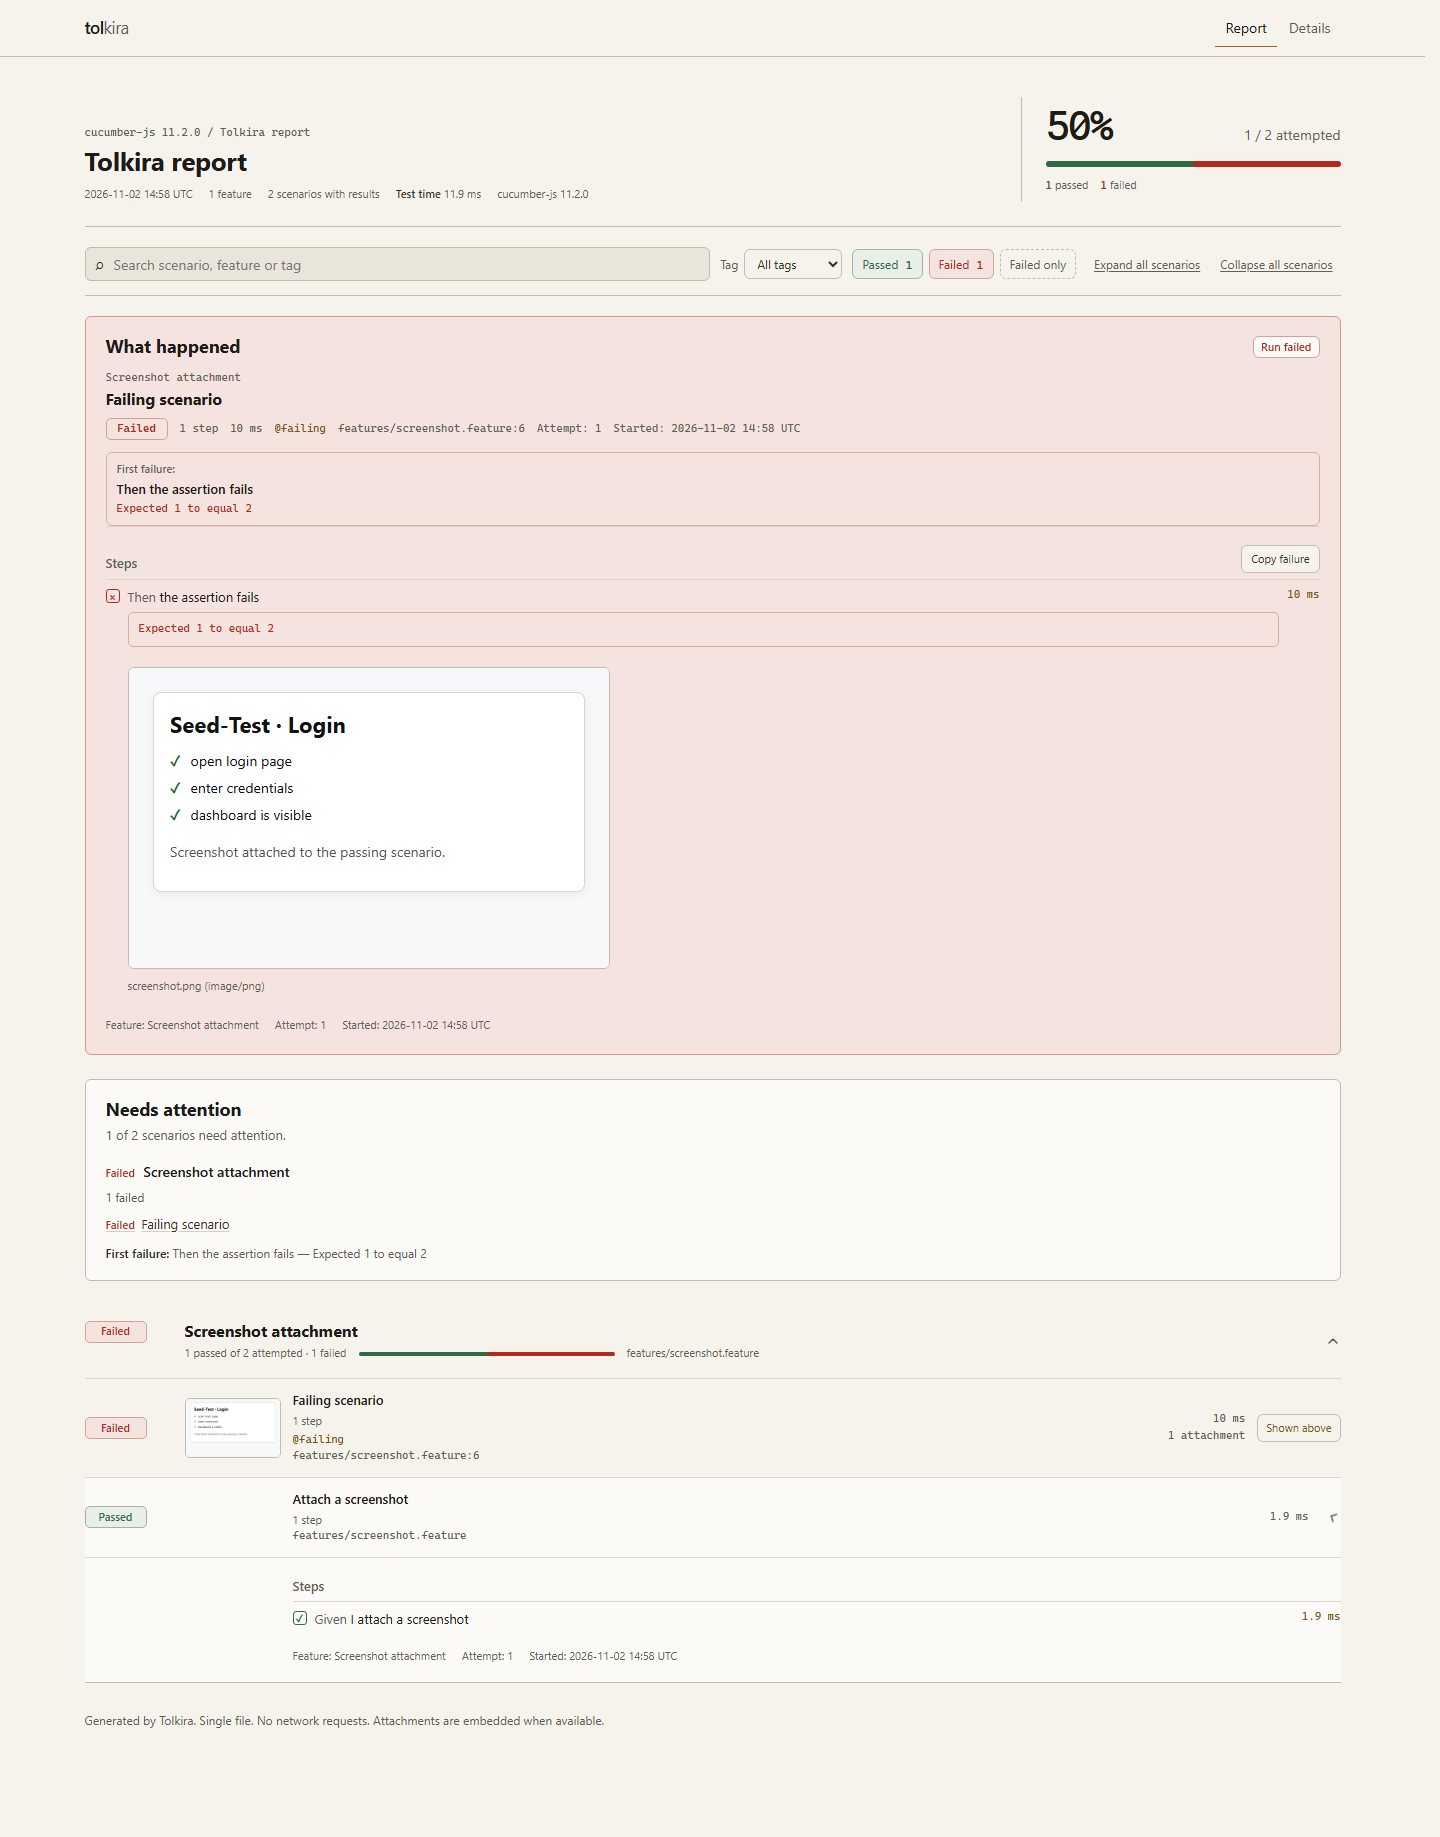 tolkira
Report Details
cucumber-js 11.2.0 / Tolkira report
Tolkira report
2026-11-02 14:58 UTC 1 feature 2 scenarios with results Test time 11.9 ms cucumber-js 11.2.0
50%
1 / 2 attempted
1 passed 1 failed
Search scenario, feature or tag
Tag All tags Passed 1 Failed 1 Failed only Expand all scenarios Collapse all scenarios
What happened
Run failed
Screenshot attachment
Failing scenario
Failed 1 step 10 ms @failing features/screenshot.feature:6 Attempt: 1 Started: 2026-11-02 14:58 UTC
First failure:
Then the assertion fails
Expected 1 to equal 2
Steps
Copy failure
Then the assertion fails
10 ms
Expected 1 to equal 2
Seed-Test · Login
✓ open login page
✓ enter credentials
✓ dashboard is visible
Screenshot attached to the passing scenario.
screenshot.png (image/png)
Feature: Screenshot attachment Attempt: 1 Started: 2026-11-02 14:58 UTC
Needs attention
1 of 2 scenarios need attention.
Failed Screenshot attachment
1 failed
Failed Failing scenario
First failure: Then the assertion fails — Expected 1 to equal 2
Failed
Screenshot attachment
1 passed of 2 attempted · 1 failed
features/screenshot.feature
Failed
Seed-Test · Login
Failing scenario
1 step
@failing
features/screenshot.feature:6
10 ms
1 attachment
Shown above
Passed
Attach a screenshot
1 step
features/screenshot.feature
1.9 ms
Steps
Given I attach a screenshot
1.9 ms
Feature: Screenshot attachment Attempt: 1 Started: 2026-11-02 14:58 UTC
Generated by Tolkira. Single file. No network requests. Attachments are embedded when available.